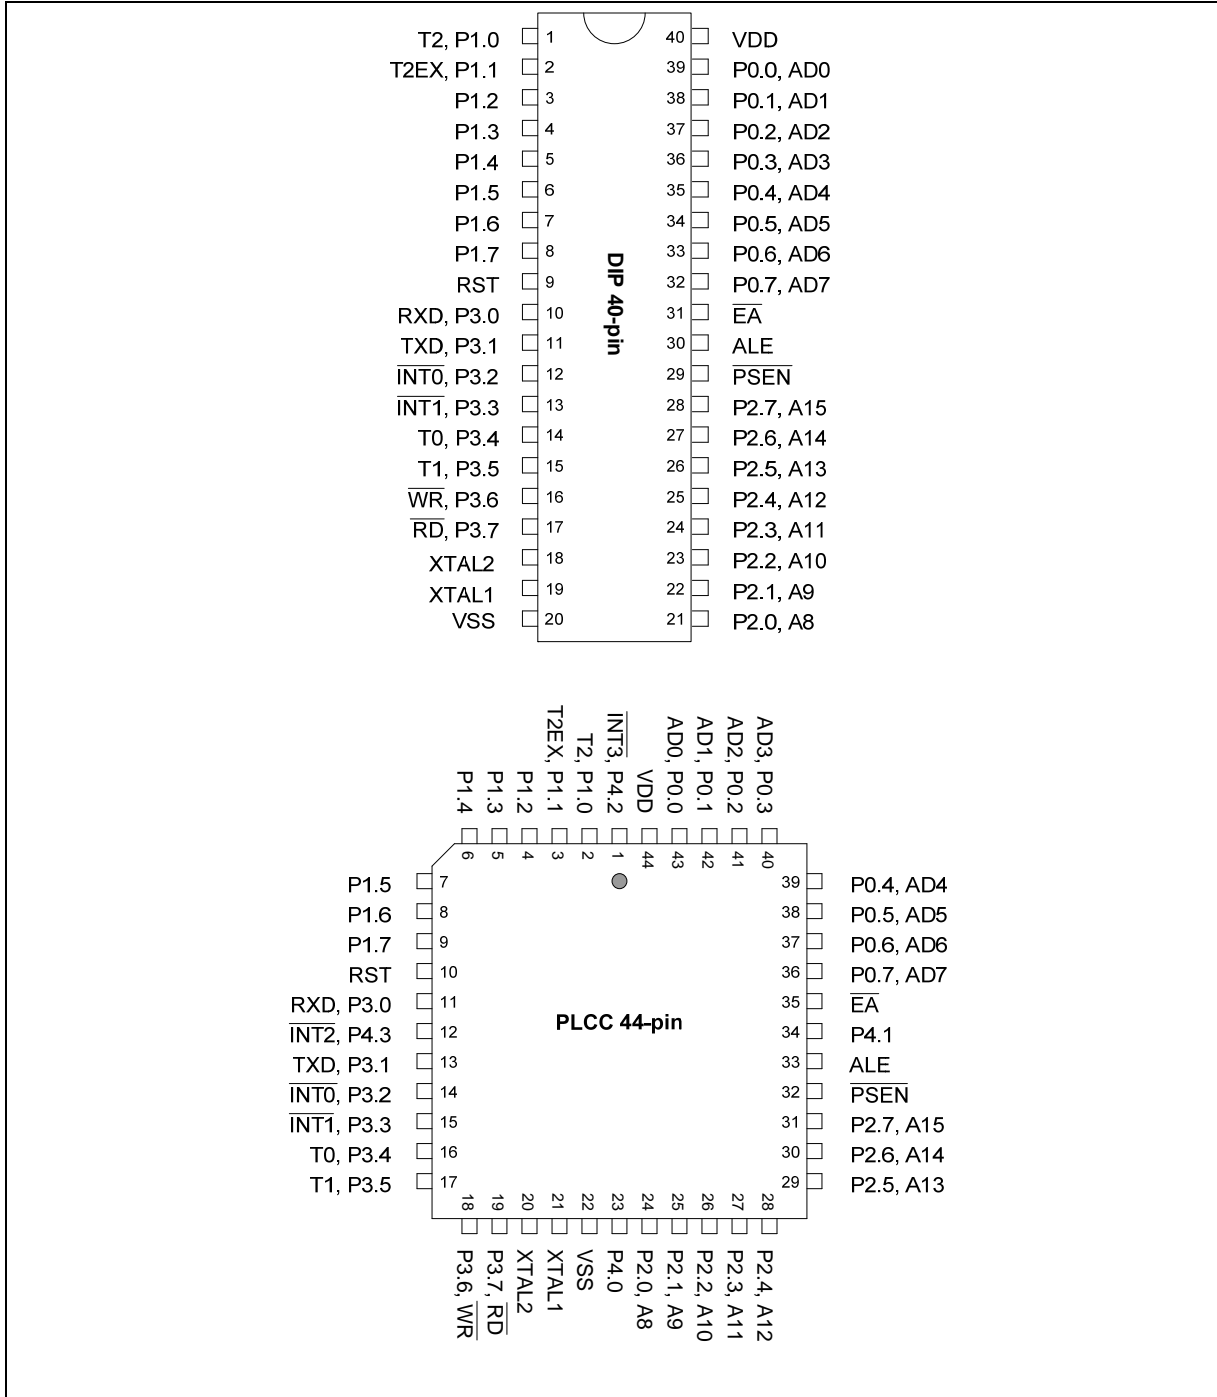 T2, P1.0 1 40 VDD
T2EX, P1.1 2 39 P0.0, AD0
P1.2 3 38 P0.1, AD1
P1.3 4 37 P0.2, AD2
P1.4 5 36 P0.3, AD3
P1.5 6 35 P0.4, AD4
P1.6 7 34 P0.5, AD5
P1.7 8 33 P0.6, AD6
RST 9 32 P0.7, AD7
RXD, P3.0 10 31 EA
TXD, P3.1 11 30 ALE
INT0, P3.2 12 29 PSEN
INT1, P3.3 13 28 P2.7, A15
T0, P3.4 14 27 P2.6, A14
T1, P3.5 15 26 P2.5, A13
WR, P3.6 16 25 P2.4, A12
RD, P3.7 17 24 P2.3, A11
XTAL2 18 23 P2.2, A10
XTAL1 19 22 P2.1, A9
VSS 20 21 P2.0, A8
DIP 40-pin
P1.4 6
P1.3 5
P1.2 4
T2EX, P1.1 3
T2, P1.0 2
INT3, P4.2 1
VDD 44
AD0, P0.0 43
AD1, P0.1 42
AD2, P0.2 41
AD3, P0.3 40
P1.5 7 39 P0.4, AD4
P1.6 8 38 P0.5, AD5
P1.7 9 37 P0.6, AD6
RST 10 36 P0.7, AD7
RXD, P3.0 11 35 EA
INT2, P4.3 12 34 P4.1
TXD, P3.1 13 33 ALE
INT0, P3.2 14 32 PSEN
INT1, P3.3 15 31 P2.7, A15
T0, P3.4 16 30 P2.6, A14
T1, P3.5 17 29 P2.5, A13
PLCC 44-pin
18 P3.6, WR
19 P3.7, RD
20 XTAL2
21 XTAL1
22 VSS
23 P4.0
24 P2.0, A8
25 P2.1, A9
26 P2.2, A10
27 P2.3, A11
28 P2.4, A12